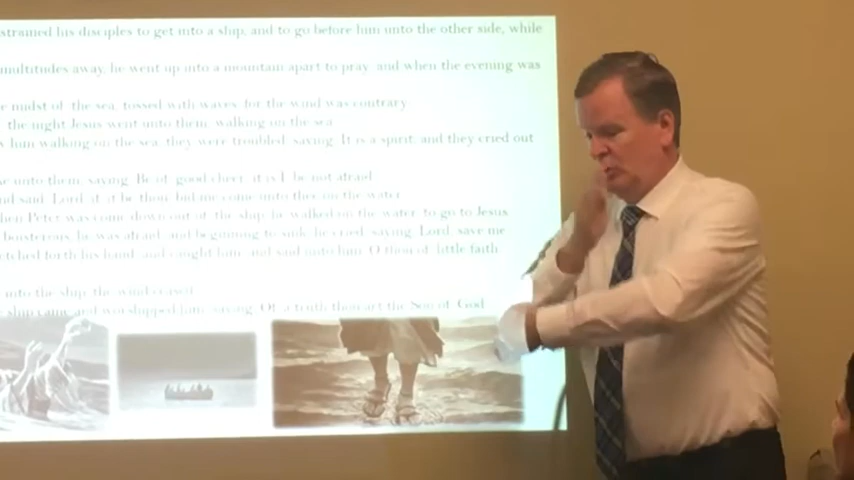 strained his disciples to get into a ship, and to go before him unto the other side, while
multitudes away, he went up into a mountain apart to pray, and when the evening was
midst of the sea, tossed with waves: for the wind was contrary
the night Jesus went unto them, walking on the sea
him walking on the sea, they were troubled, saying, It is a spirit, and they cried out
unto them, saying, Be of good cheer, it is I, be not afraid
and said, Lord, if it be thou, bid me come unto thee on the water
Peter was come down out of the ship, he walked on the water, to go to Jesus
boisterous, he was afraid, and beginning to sink, he cried, saying, Lord, save me
forth his hand, and caught him, and said unto him, O thou of little faith
into the ship, the wind ceased
ship came and worshipped him, saying, Of a truth thou art the Son of God